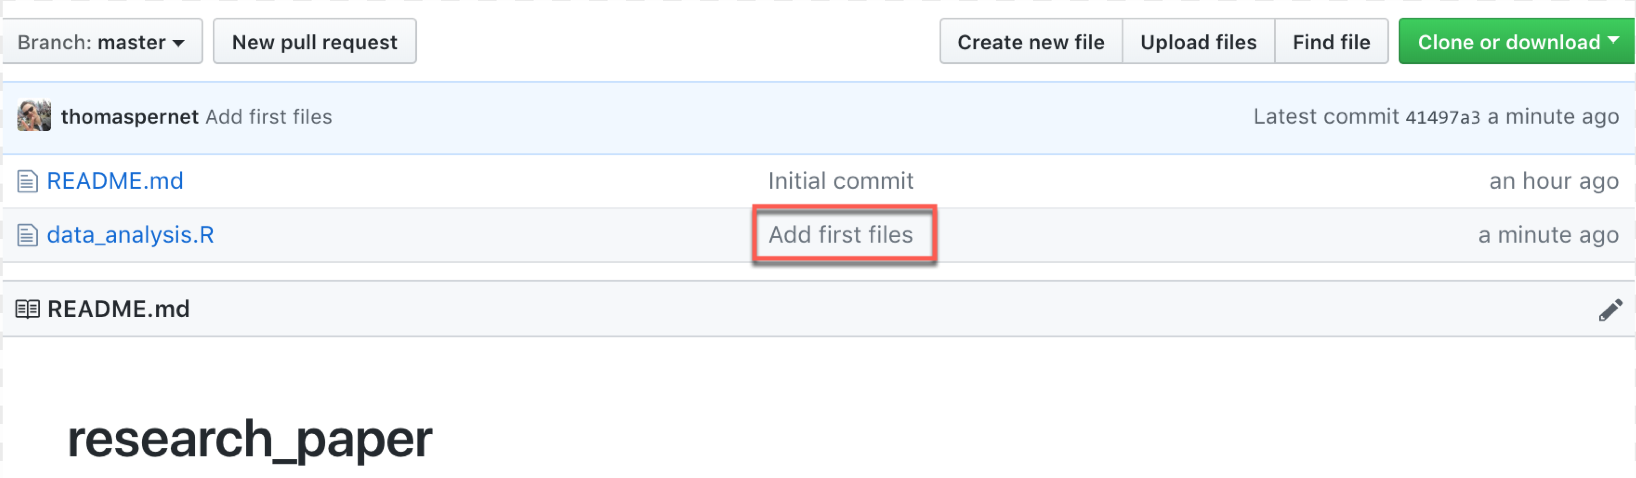 Branch: master New pull request Create new file Upload files Find file Clone or download
thomaspernet Add first files Latest commit 41497a3 a minute ago
README.md Initial commit an hour ago
data_analysis.R Add first files a minute ago
README.md
research_paper